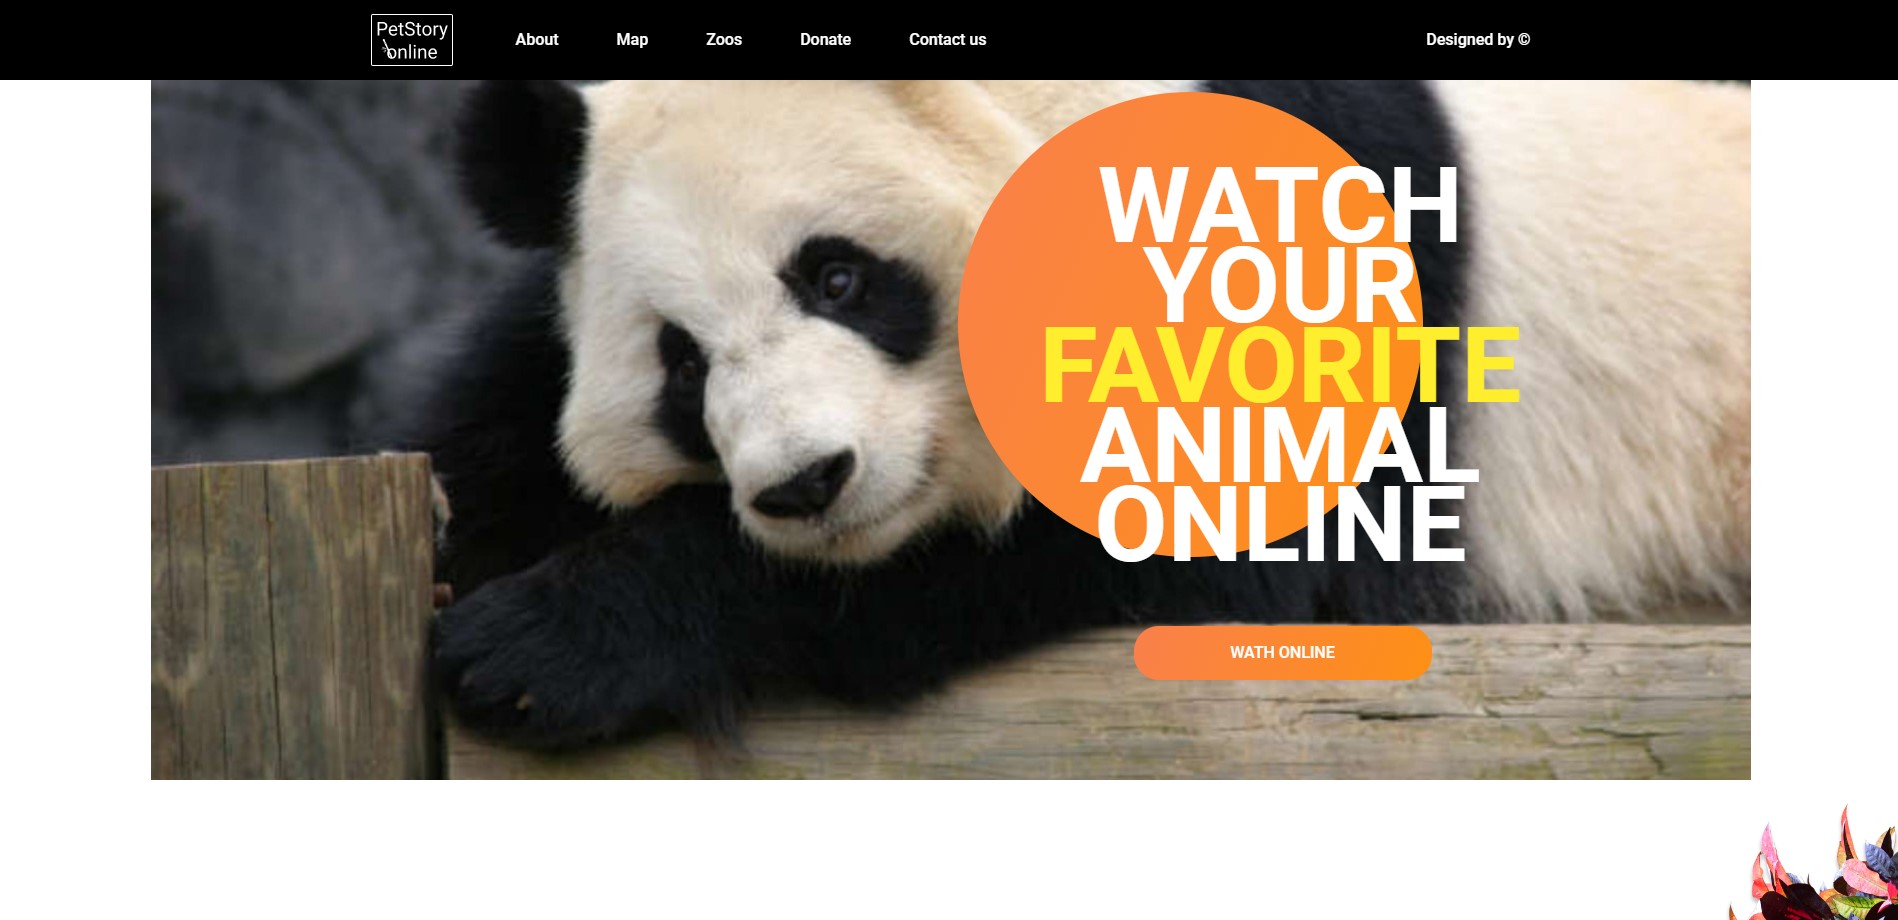 PetStory
online
About
Map
Zoos
Donate
Contact us
Designed by ©
WATCH
YOUR
FAVORITE
ANIMAL
ONLINE
WATH ONLINE